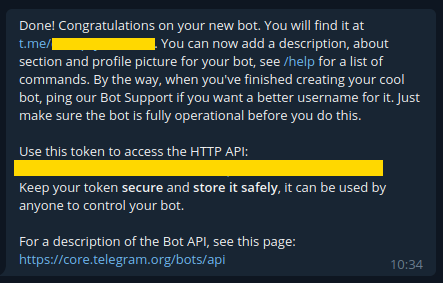 Done! Congratulations on your new bot. You will find it at
t.me/ . You can now add a description, about
section and profile picture for your bot, see /help for a list of
commands. By the way, when you've finished creating your cool
bot, ping our Bot Support if you want a better username for it. Just
make sure the bot is fully operational before you do this.

Use this token to access the HTTP API:
Keep your token secure and store it safely, it can be used by
anyone to control your bot.

For a description of the Bot API, see this page:
https://core.telegram.org/bots/api
10:34